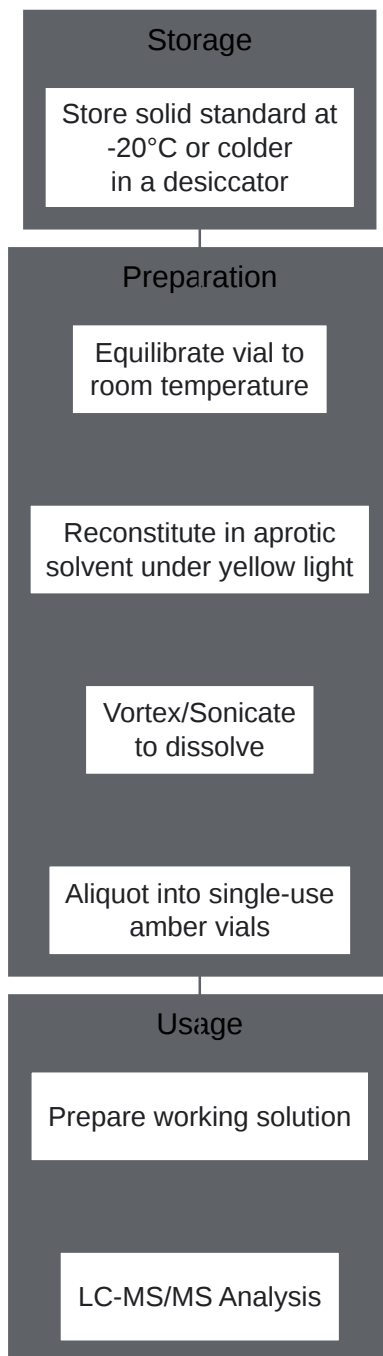 Storage
Store solid standard at
-20°C or colder
in a desiccator
Preparation
Equilibrate vial to
room temperature
Reconstitute in aprotic
solvent under yellow light
Vortex/Sonicate
to dissolve
Aliquot into single-use
amber vials
Usage
Prepare working solution
LC-MS/MS Analysis